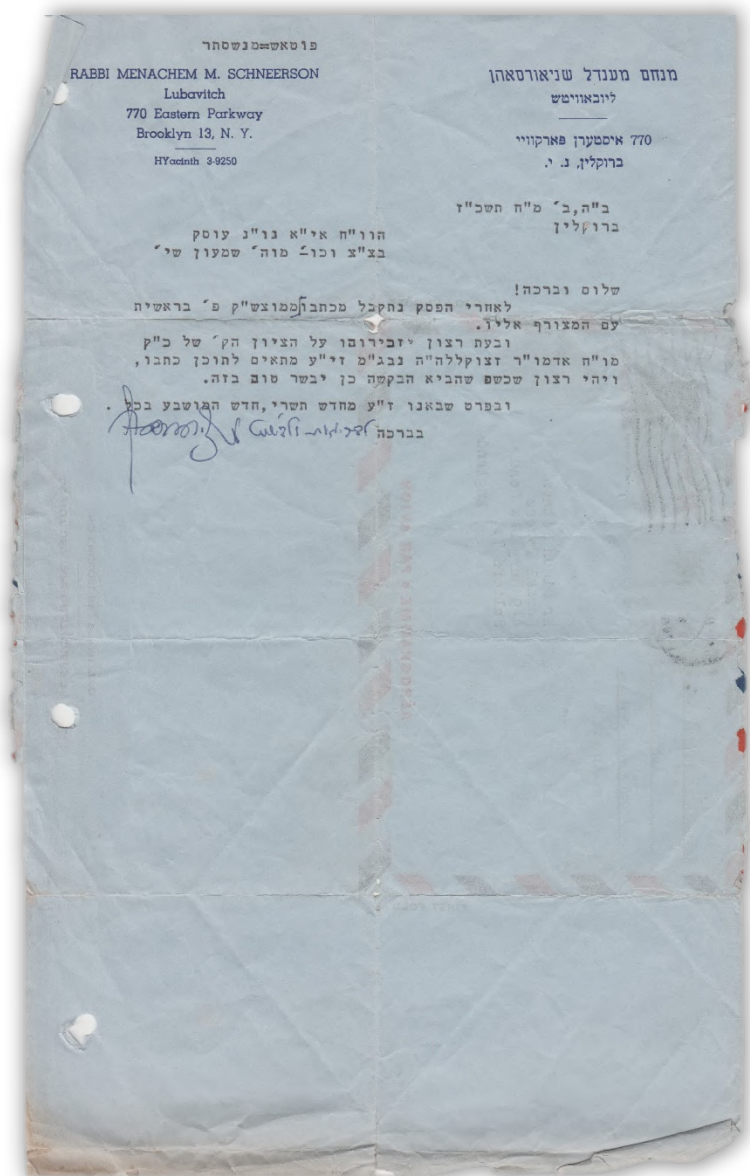 פוטאש=מנשסתר
RABBI MENACHEM M. SCHNEERSON
Lubavitch
770 Eastern Parkway
Brooklyn 13, N. Y.
HYacinth 3-9250
מנחם מענדל שניאורסאהן
ליובאוויטש
770 איסטערן פארקוויי
ברוקלין, נ. י.
ב"ה,ב' מ"ח תשכ"ז
ברוקלין
הוו"ח אי"א נו"נ עוסק
בצ"צ וכו' מוה' שמעון שי'
שלום וברכה!
לאחרי הפסק נתקבל מכתבו ממוצש"ק פ' בראשית
עם המצורף אליו.
ובעת רצון יזכירוהו על הציון הק' של כ"ק
מו"ח אדמו"ר זצוקללה"ה נבג"מ זי"ע מתאים לתוכן כתבו,
ויהי רצון שכשם שהביא הבקשה כן יבשר טוב בזה.
ובפרט שבאנו ז"ע מחדש תשרי,חדש המושבע בכל .
בברכה